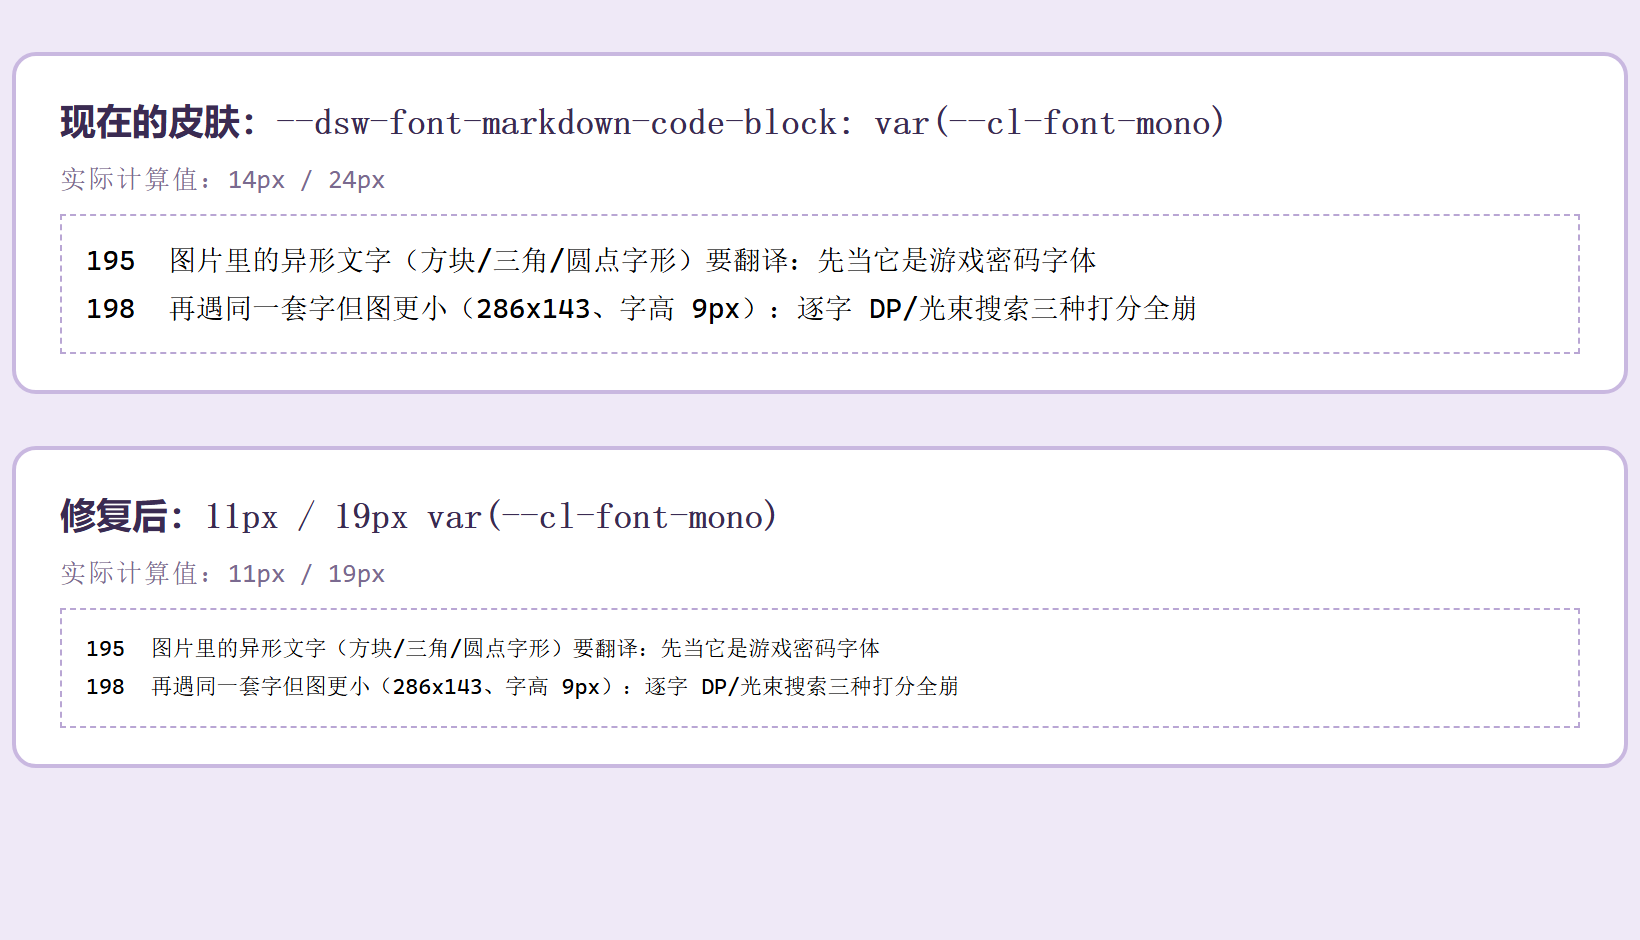 现在的皮肤：--dsw-font-markdown-code-block: var(--cl-font-mono)
实际计算值：14px / 24px
195  图片里的异形文字（方块/三角/圆点字形）要翻译：先当它是游戏密码字体
198  再遇同一套字但图更小（286x143、字高 9px）：逐字 DP/光束搜索三种打分全崩
修复后：11px / 19px var(--cl-font-mono)
实际计算值：11px / 19px
195  图片里的异形文字（方块/三角/圆点字形）要翻译：先当它是游戏密码字体
198  再遇同一套字但图更小（286x143、字高 9px）：逐字 DP/光束搜索三种打分全崩